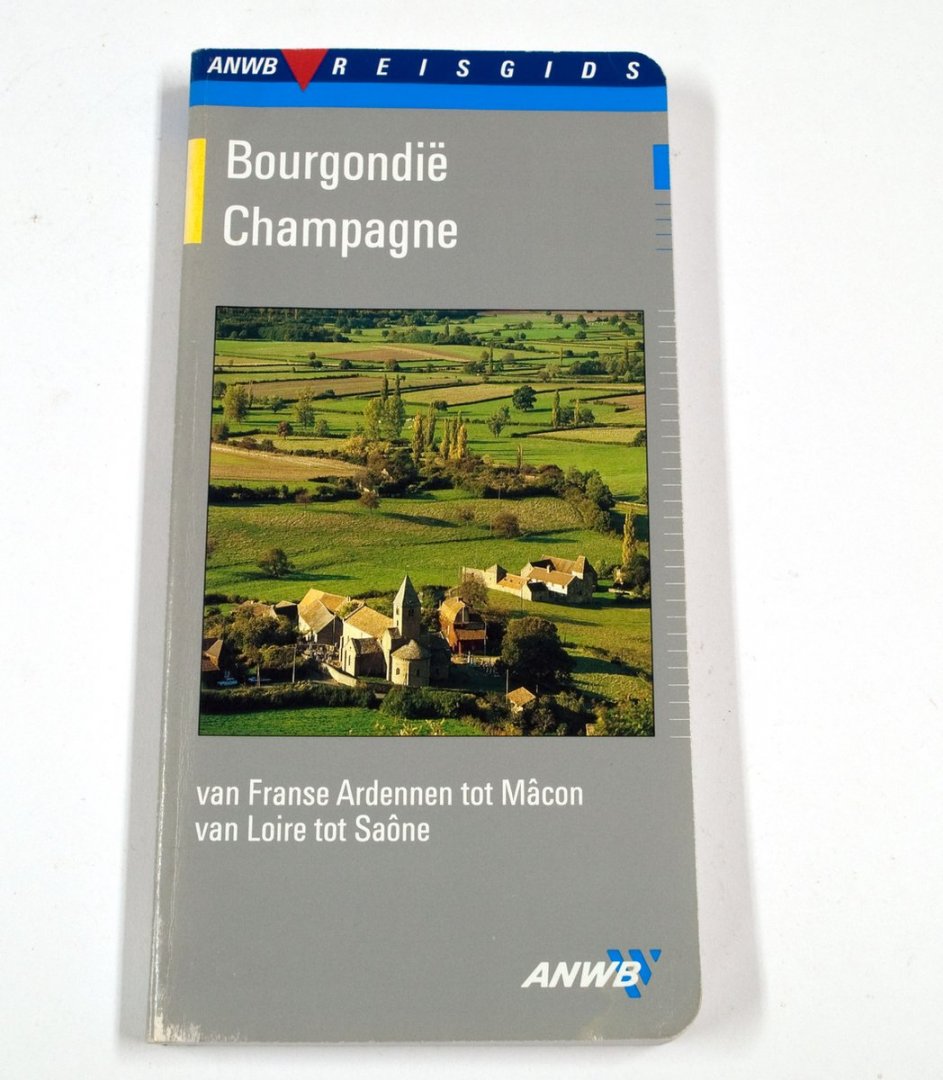 ANWB REISGIDS
Bourgondië
Champagne
van Franse Ardennen tot Mâcon
van Loire tot Saône
ANWB